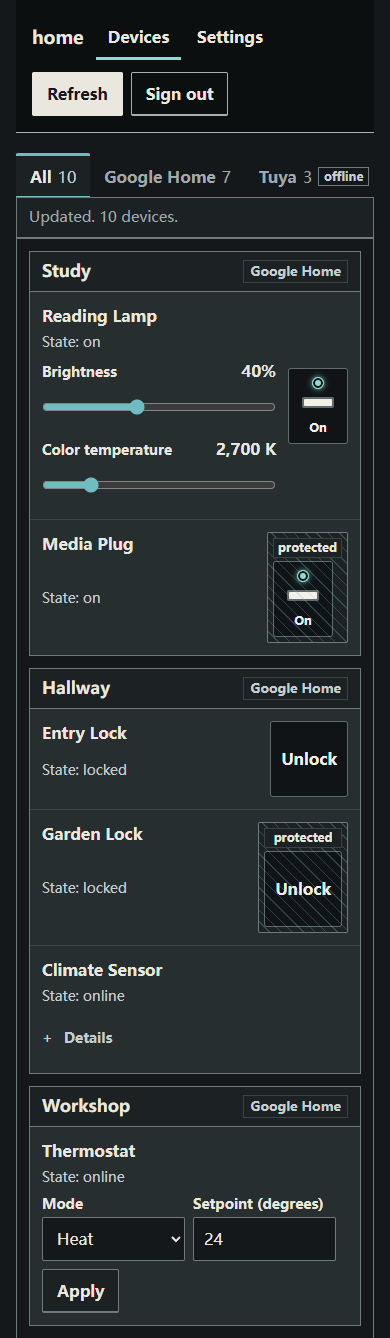 home Devices Settings
Refresh Sign out
All 10 Google Home 7 Tuya 3 offline
Updated. 10 devices.
Study Google Home
Reading Lamp
State: on
Brightness 40%
On
Color temperature 2,700 K
Media Plug
protected
State: on
On
Hallway Google Home
Entry Lock
State: locked
Unlock
Garden Lock
protected
State: locked
Unlock
Climate Sensor
State: online
+ Details
Workshop Google Home
Thermostat
State: online
Mode Setpoint (degrees)
Heat 24
Apply